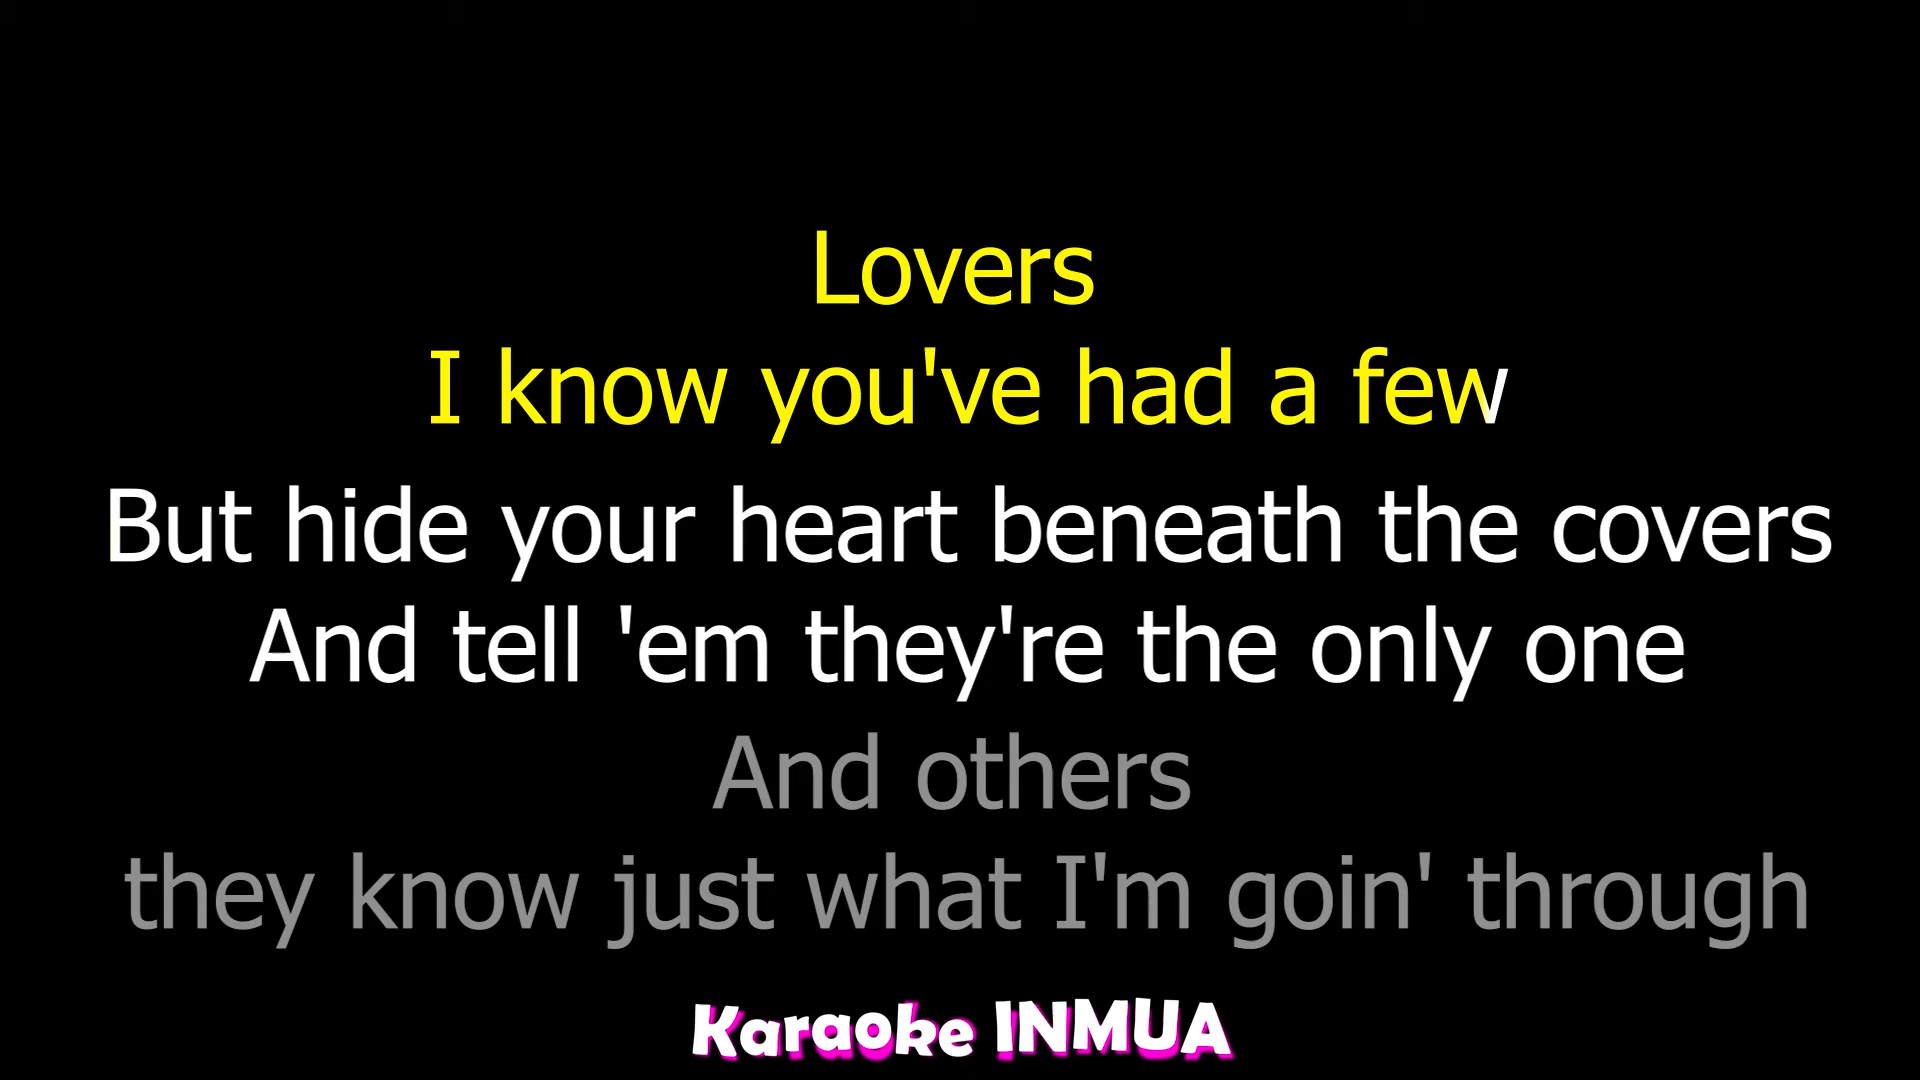 Lovers
I know you've had a few
But hide your heart beneath the covers
And tell 'em they're the only one
And others
they know just what I'm goin' through
Karaoke INMUA